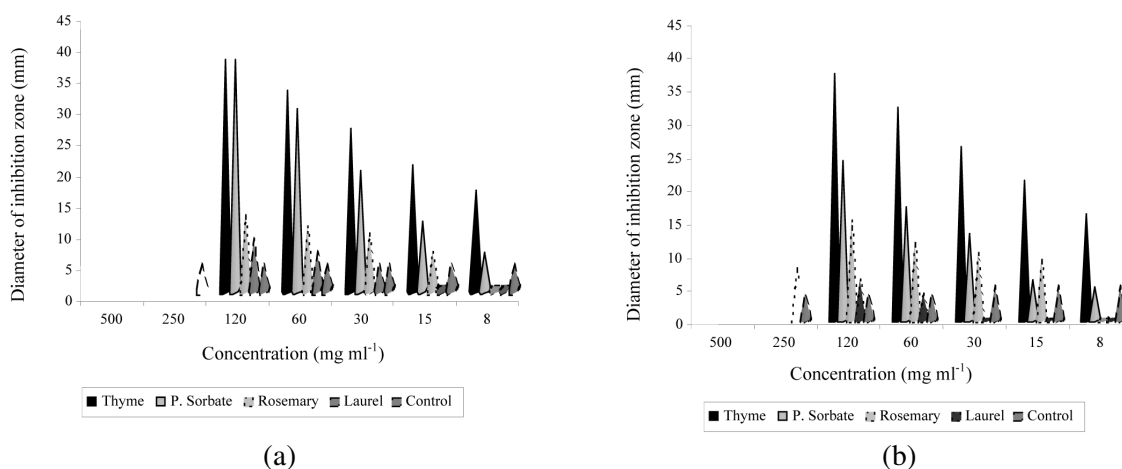 45
40
35
30
25
20
15
10
5
0
Diameter of inhibition zone (mm)
500 250 120 60 30 15 8
Concentration (mg ml⁻¹)
Thyme P. Sorbate Rosemary Laurel Control
(a)
45
40
35
30
25
20
15
10
5
0
Diameter of inhibition zone (mm)
500 250 120 60 30 15 8
Concentration (mg ml⁻¹)
Thyme P. Sorbate Rosemary Laurel Control
(b)